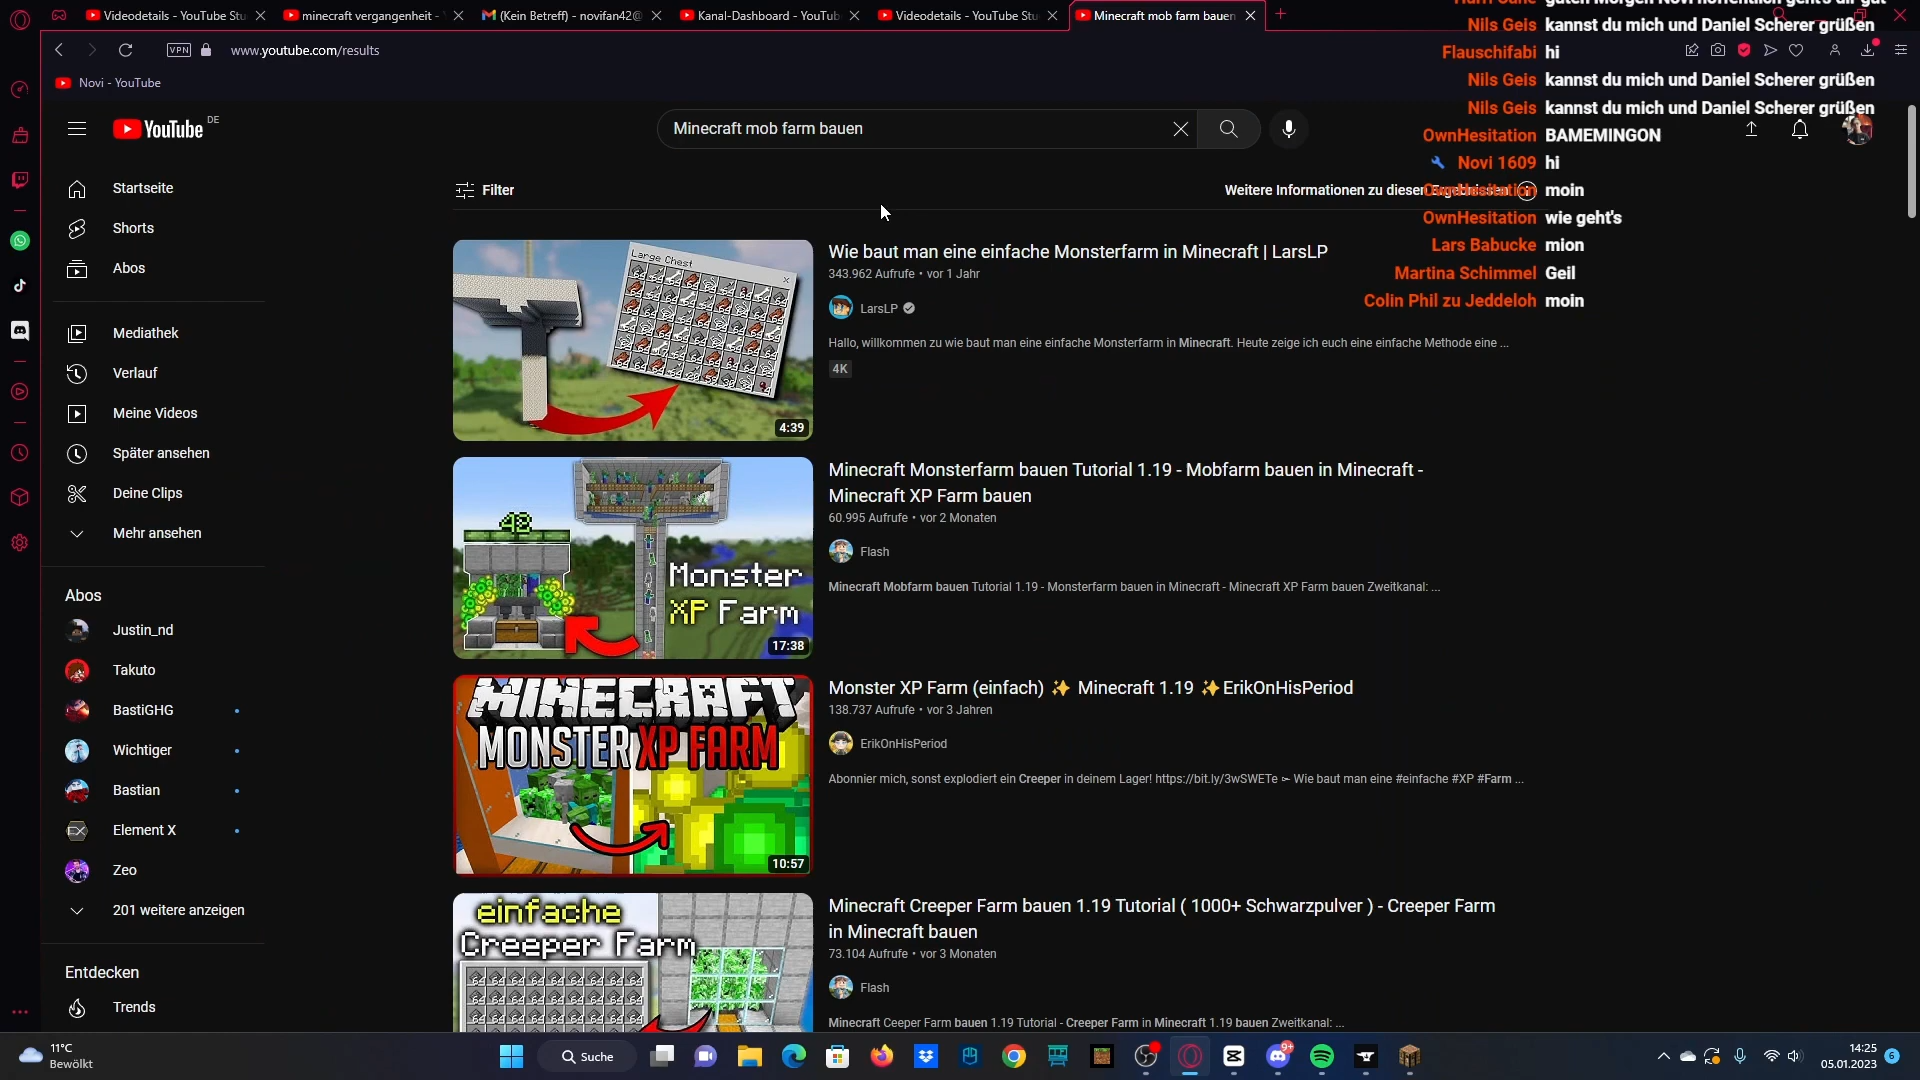 Videodetails - YouTube Stu
minecraft vergangenheit -
(Kein Betreff) - novifan42@
Kanal-Dashboard - YouTub
Videodetails - YouTube Stu
Minecraft mob farm bauen
VPN
www.youtube.com/results
Novi - YouTube
YouTube DE
Minecraft mob farm bauen
Filter
Weitere Informationen zu diesen
Startseite
Shorts
Abos
Mediathek
Verlauf
Meine Videos
Später ansehen
Deine Clips
Mehr ansehen
Abos
Justin_nd
Takuto
BastiGHG
Wichtiger
Bastian
Element X
Zeo
201 weitere anzeigen
Entdecken
Trends
Large Chest
4:39
Wie baut man eine einfache Monsterfarm in Minecraft | LarsLP
343.962 Aufrufe • vor 1 Jahr
LarsLP
Hallo, willkommen zu wie baut man eine einfache Monsterfarm in Minecraft. Heute zeige ich euch eine einfache Methode eine ...
4K
48
Monster
XP Farm
17:38
Minecraft Monsterfarm bauen Tutorial 1.19 - Mobfarm bauen in Minecraft -
Minecraft XP Farm bauen
60.995 Aufrufe • vor 2 Monaten
Flash
Minecraft Mobfarm bauen Tutorial 1.19 - Monsterfarm bauen in Minecraft - Minecraft XP Farm bauen Zweitkanal: ...
MINECRAFT
MONSTER XP FARM
10:57
Monster XP Farm (einfach) ✨ Minecraft 1.19 ✨ErikOnHisPeriod
138.737 Aufrufe • vor 3 Jahren
ErikOnHisPeriod
Abonnier mich, sonst explodiert ein Creeper in deinem Lager! https://bit.ly/3wSWETe ➣ Wie baut man eine #einfache #XP #Farm ...
einfache
Creeper Farm
Minecraft Creeper Farm bauen 1.19 Tutorial ( 1000+ Schwarzpulver ) - Creeper Farm
in Minecraft bauen
73.104 Aufrufe • vor 3 Monaten
Flash
Minecraft Ceeper Farm bauen 1.19 Tutorial - Creeper Farm in Minecraft 1.19 bauen Zweitkanal: ...
Nils Geis kannst du mich und Daniel Scherer grüßen
Flauschifabi hi
Nils Geis kannst du mich und Daniel Scherer grüßen
Nils Geis kannst du mich und Daniel Scherer grüßen
OwnHesitation BAMEMINGON
Novi 1609 hi
OwnHesitation moin
OwnHesitation wie geht's
Lars Babucke mion
Martina Schimmel Geil
Colin Phil zu Jeddeloh moin
11°C
Bewölkt
Suche
9+
14:25
05.01.2023
6